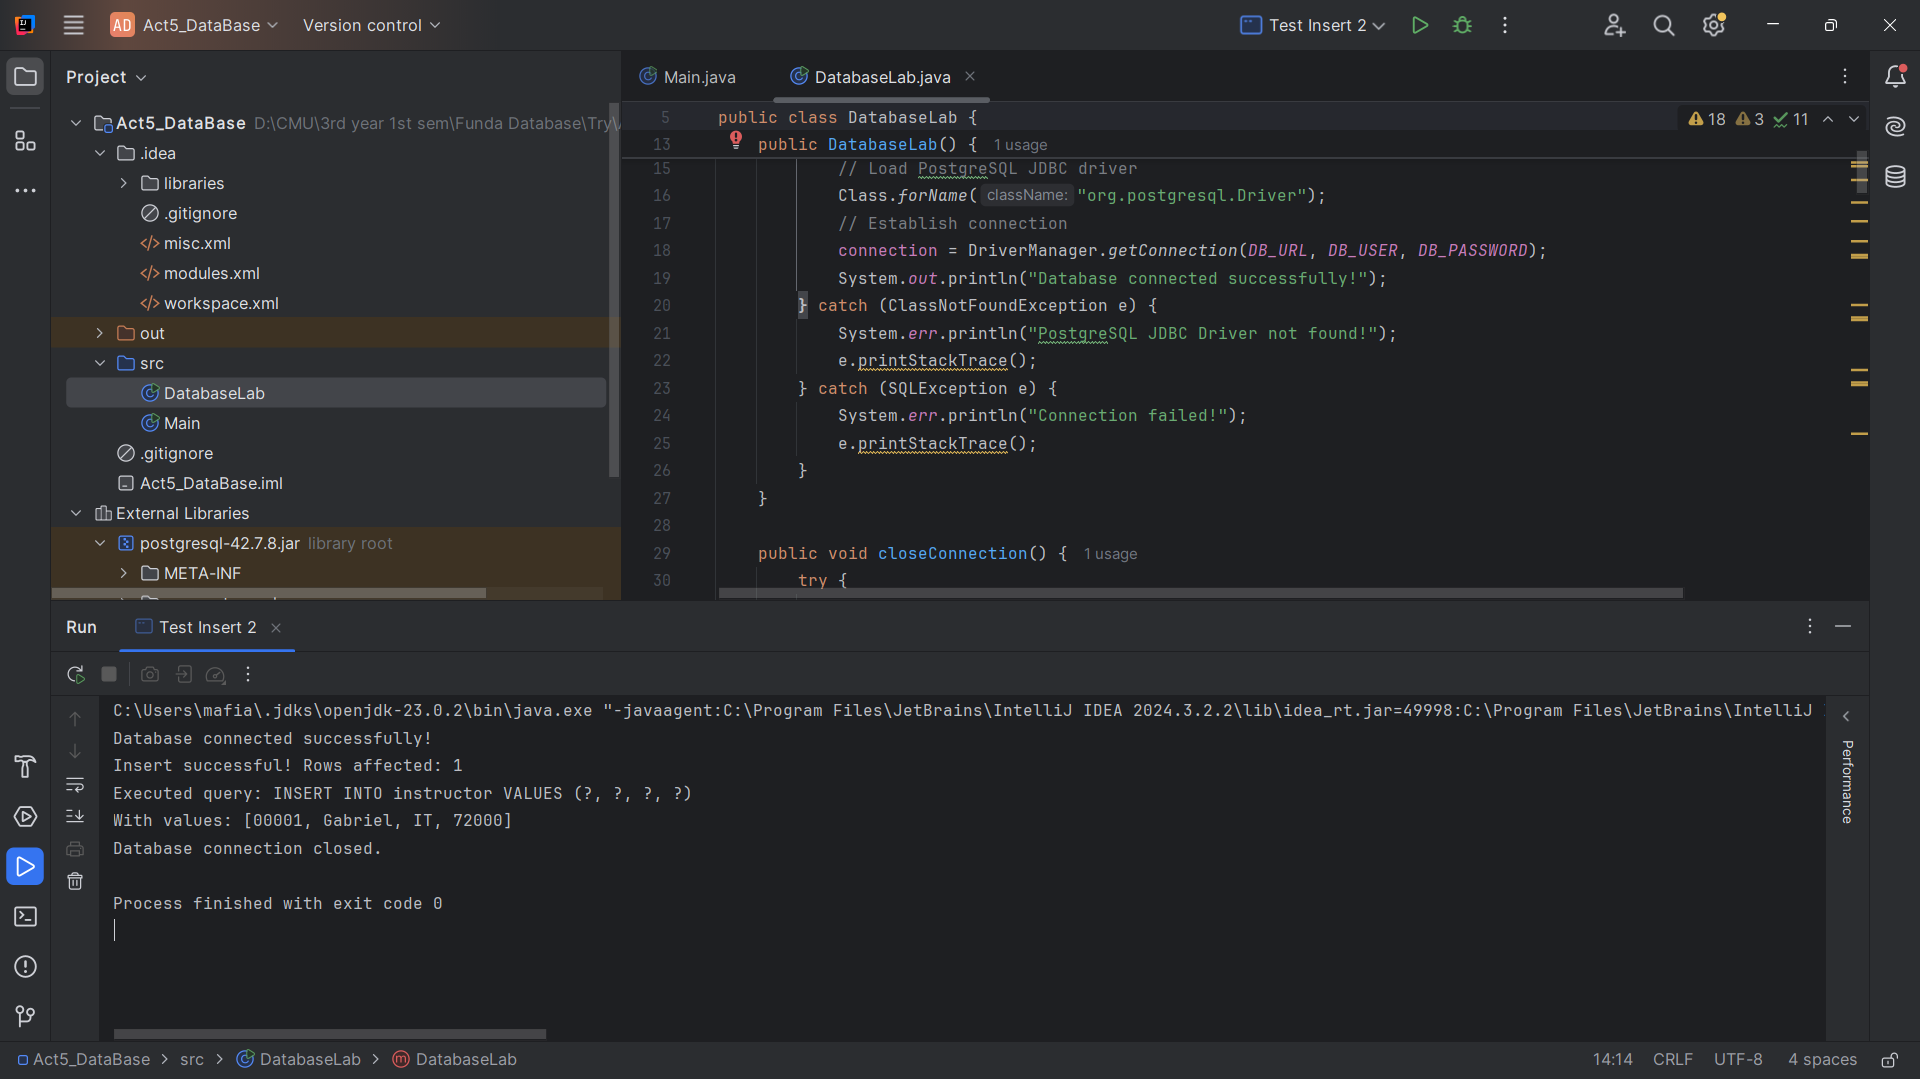 AD Act5_DataBase Version control Test Insert 2
Project
Act5_DataBase D:\CMU\3rd year 1st sem\Funda Database\Try\
.idea
libraries
.gitignore
misc.xml
modules.xml
workspace.xml
out
src
DatabaseLab
Main
.gitignore
Act5_DataBase.iml
External Libraries
postgresql-42.7.8.jar library root
META-INF
Main.java DatabaseLab.java
18 3 11
5 public class DatabaseLab {
13 public DatabaseLab() { 1 usage
15 // Load PostgreSQL JDBC driver
16 Class.forName( className: "org.postgresql.Driver");
17 // Establish connection
18 connection = DriverManager.getConnection(DB_URL, DB_USER, DB_PASSWORD);
19 System.out.println("Database connected successfully!");
20 } catch (ClassNotFoundException e) {
21 System.err.println("PostgreSQL JDBC Driver not found!");
22 e.printStackTrace();
23 } catch (SQLException e) {
24 System.err.println("Connection failed!");
25 e.printStackTrace();
26 }
27 }
28
29 public void closeConnection() { 1 usage
30 try {
Run Test Insert 2
C:\Users\mafia\.jdks\openjdk-23.0.2\bin\java.exe "-javaagent:C:\Program Files\JetBrains\IntelliJ IDEA 2024.3.2.2\lib\idea_rt.jar=49998:C:\Program Files\JetBrains\IntelliJ
Database connected successfully!
Insert successful! Rows affected: 1
Executed query: INSERT INTO instructor VALUES (?, ?, ?, ?)
With values: [00001, Gabriel, IT, 72000]
Database connection closed.
Process finished with exit code 0
Performance
Act5_DataBase > src > DatabaseLab > DatabaseLab
14:14 CRLF UTF-8 4 spaces